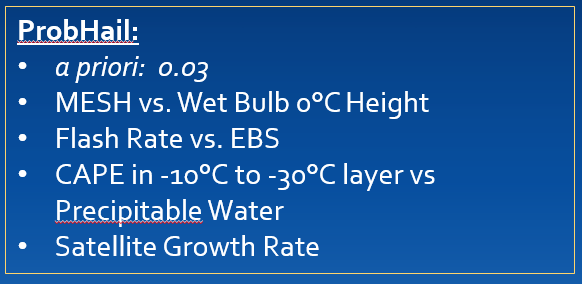 ProbHail:
• a priori: 0.03
• MESH vs. Wet Bulb 0°C Height
• Flash Rate vs. EBS
• CAPE in -10°C to -30°C layer vs
Precipitable Water
• Satellite Growth Rate